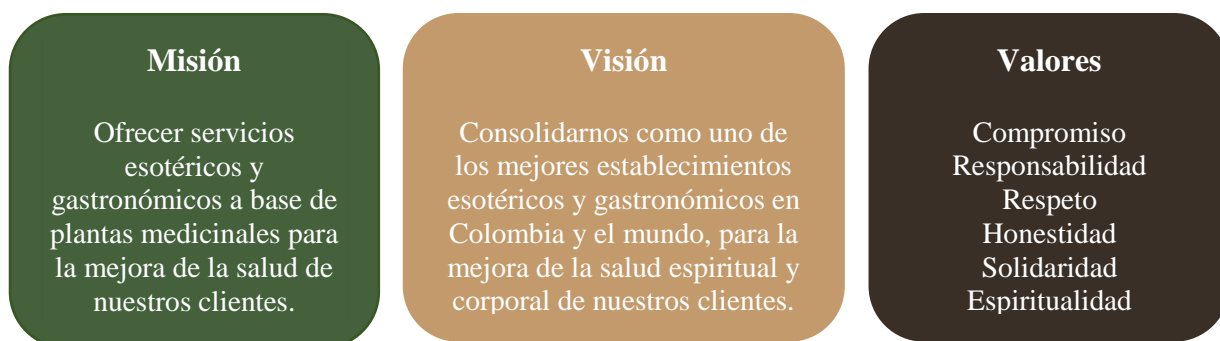 Misión
Ofrecer servicios
esotéricos y
gastronómicos a base de
plantas medicinales para
la mejora de la salud de
nuestros clientes.
Visión
Consolidarnos como uno de
los mejores establecimientos
esotéricos y gastronómicos en
Colombia y el mundo, para la
mejora de la salud espiritual y
corporal de nuestros clientes.
Valores
Compromiso
Responsabilidad
Respeto
Honestidad
Solidaridad
Espiritualidad